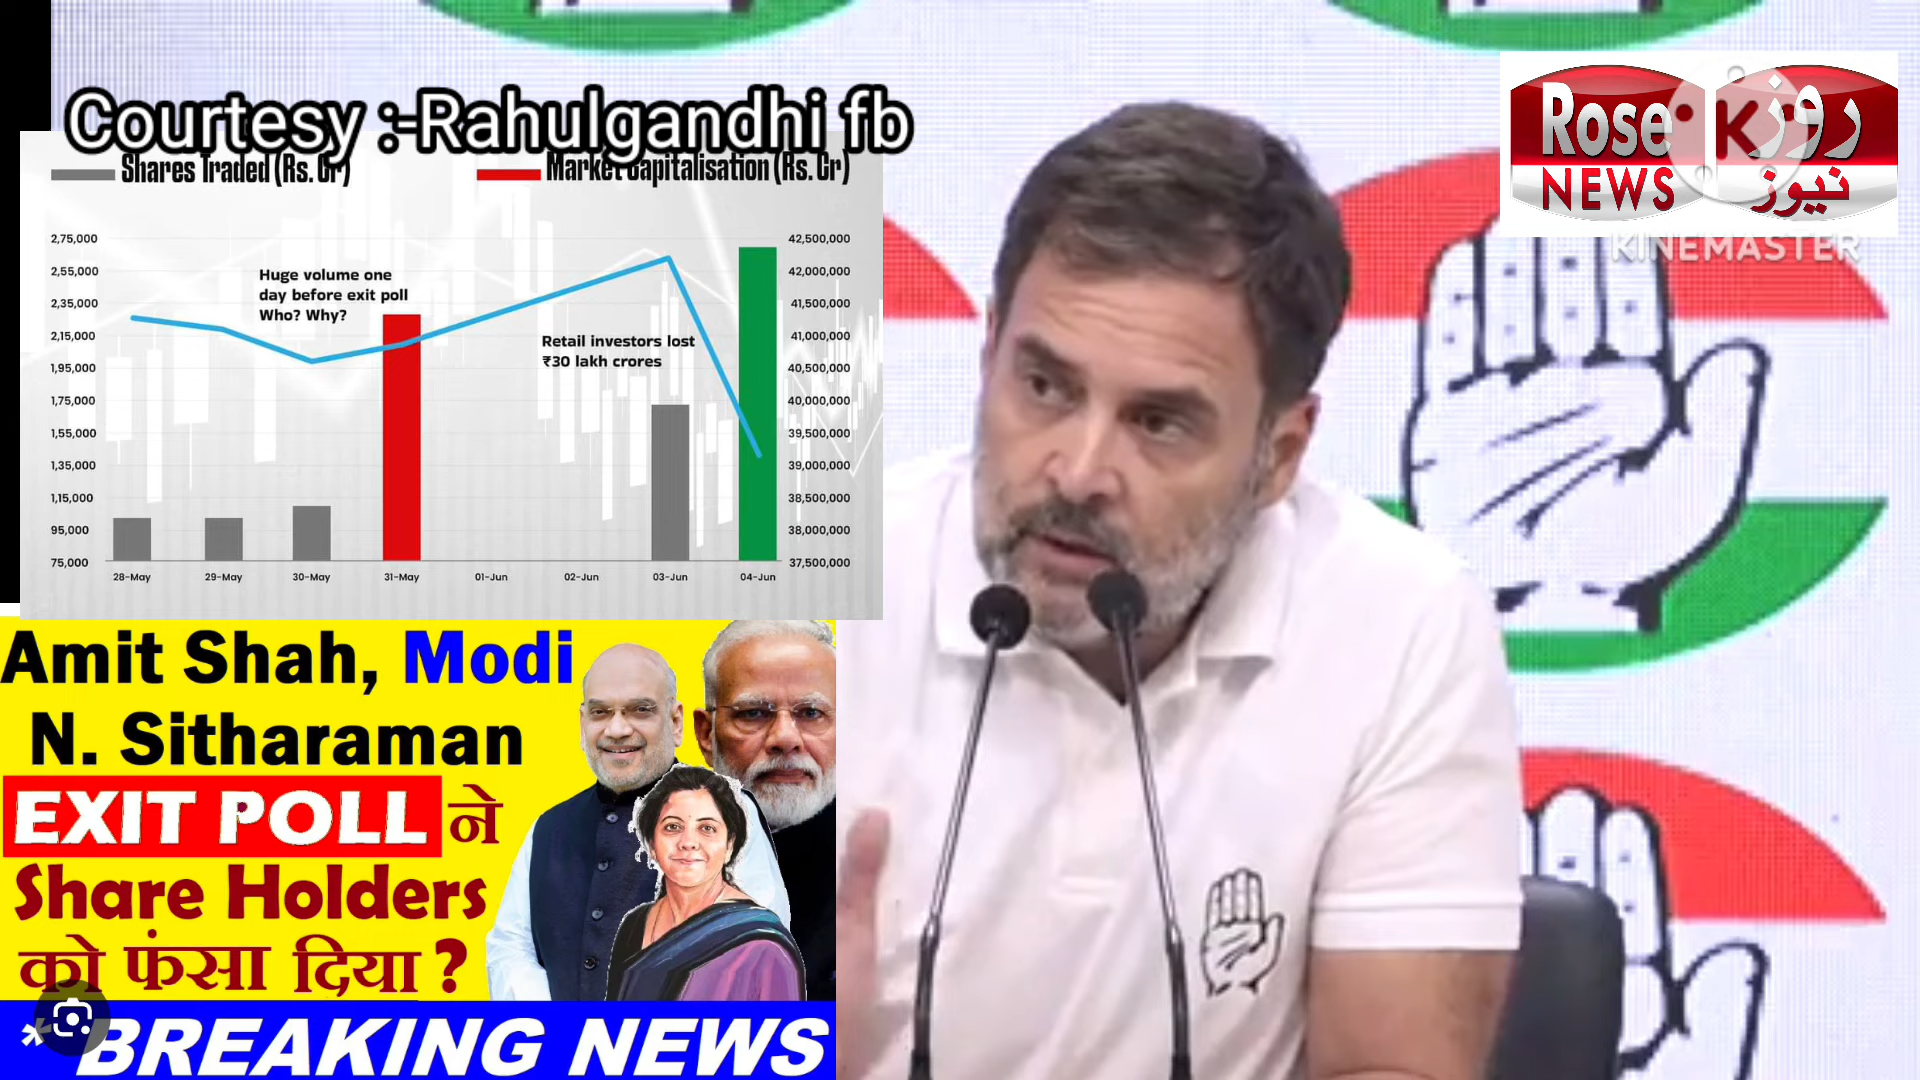 Courtesy :-Rahulgandhi fb
Shares Traded (Rs. Cr)
Market Capitalisation (Rs. Cr)
2,75,000
2,55,000
2,35,000
2,15,000
1,95,000
1,75,000
1,55,000
1,35,000
1,15,000
95,000
75,000
Huge volume one
day before exit poll
Who? Why?
Retail investors lost
₹30 lakh crores
42,500,000
42,000,000
41,500,000
41,000,000
40,500,000
40,000,000
39,500,000
39,000,000
38,500,000
38,000,000
37,500,000
28-May
29-May
30-May
31-May
01-Jun
02-Jun
03-Jun
04-Jun
Rose
NEWS
روز
نیوز
K
KINEMASTER
Amit Shah, Modi
N. Sitharaman
EXIT POLL ने
Share Holders
को फंसा दिया ?
*BREAKING NEWS